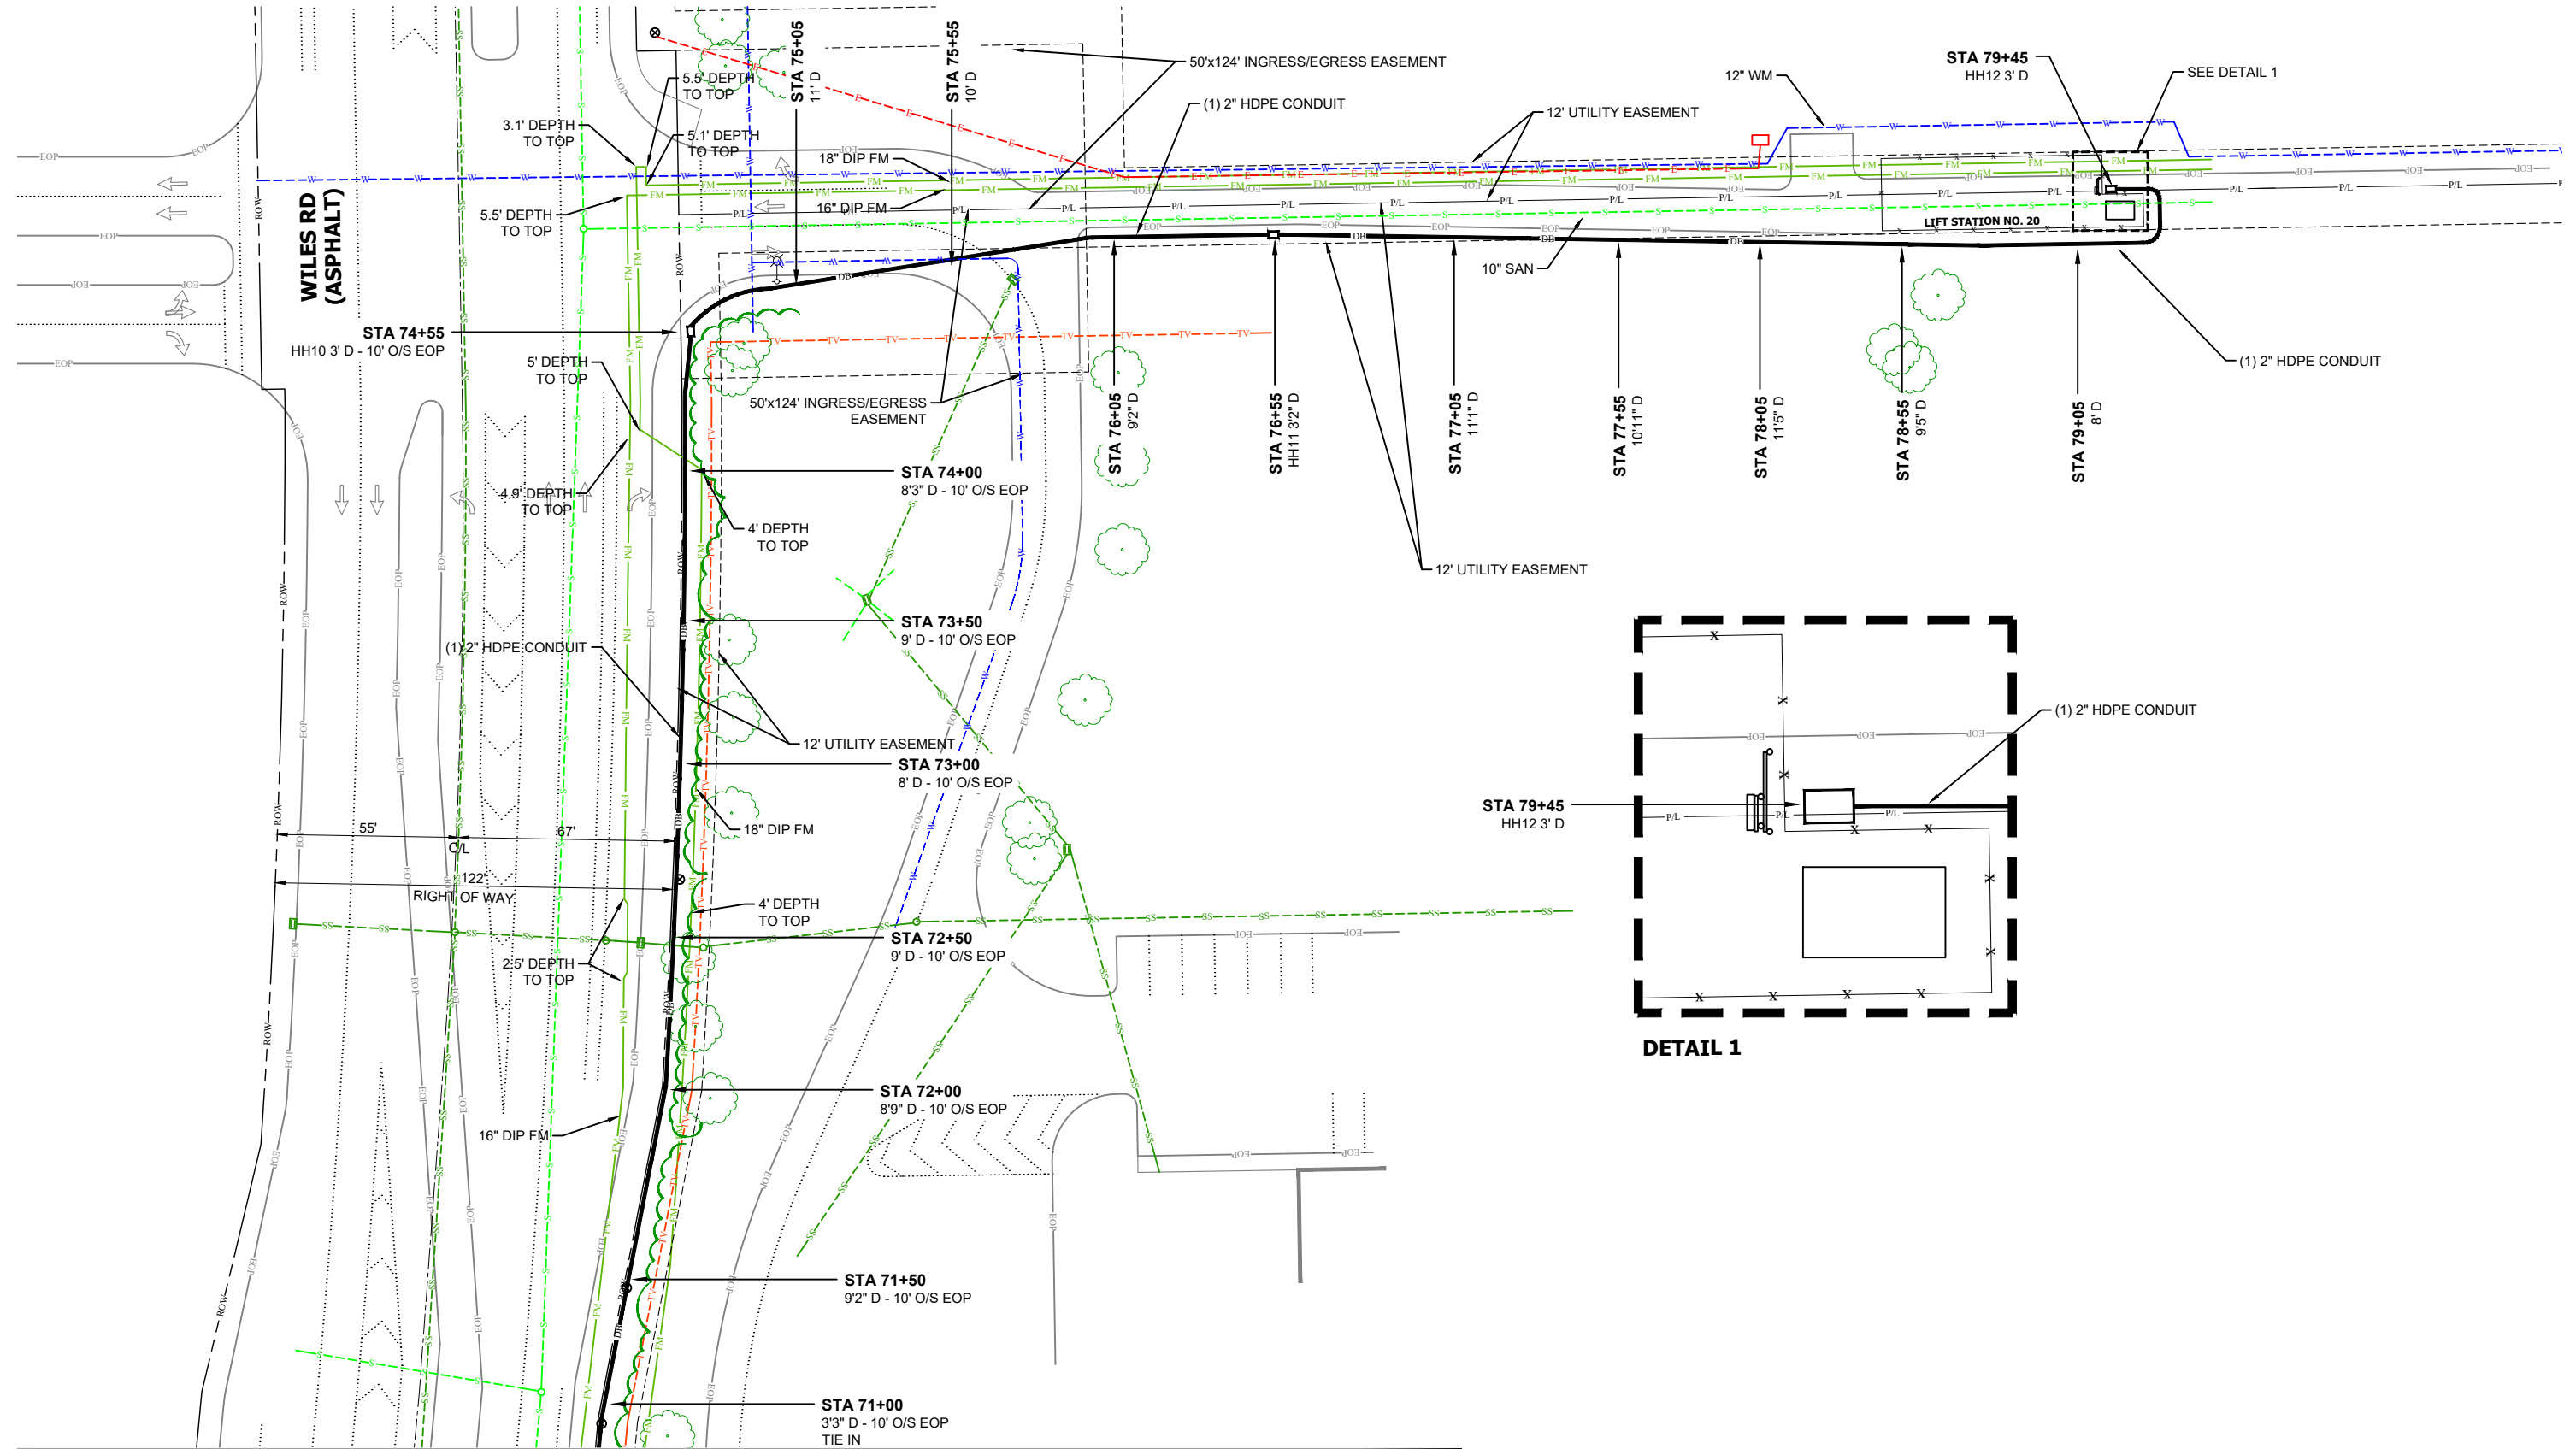 STA 75+05
11' D
STA 75+55
10' D
50'x124' INGRESS/EGRESS EASEMENT
(1) 2" HDPE CONDUIT
12' UTILITY EASEMENT
12" WM
STA 79+45
HH12 3' D
SEE DETAIL 1
5.5' DEPTH
TO TOP
3.1' DEPTH
TO TOP
5.1' DEPTH
TO TOP
18" DIP FM
16" DIP FM
5.5' DEPTH
TO TOP
WILES RD
(ASPHALT)
LIFT STATION NO. 20
10" SAN
STA 74+55
HH10 3' D - 10' O/S EOP
5' DEPTH
TO TOP
50'x124' INGRESS/EGRESS
EASEMENT
(1) 2" HDPE CONDUIT
STA 76+05
9'2" D
STA 76+55
HH11 3'2" D
STA 77+05
11'1" D
STA 77+55
10'11" D
STA 78+05
11'5" D
STA 78+55
9'5" D
STA 79+05
8' D
STA 74+00
8'3" D - 10' O/S EOP
4.9' DEPTH
TO TOP
4' DEPTH
TO TOP
12' UTILITY EASEMENT
STA 73+50
9' D - 10' O/S EOP
(1) 2" HDPE CONDUIT
12' UTILITY EASEMENT
STA 73+00
8' D - 10' O/S EOP
18" DIP FM
55'
67'
C/L
122'
RIGHT OF WAY
4' DEPTH
TO TOP
STA 72+50
9' D - 10' O/S EOP
2.5' DEPTH
TO TOP
STA 72+00
8'9" D - 10' O/S EOP
16" DIP FM
STA 71+50
9'2" D - 10' O/S EOP
STA 71+00
3'3" D - 10' O/S EOP
TIE IN
(1) 2" HDPE CONDUIT
STA 79+45
HH12 3' D
P/L
P/L
P/L
EOP
EOP
EOP
DETAIL 1